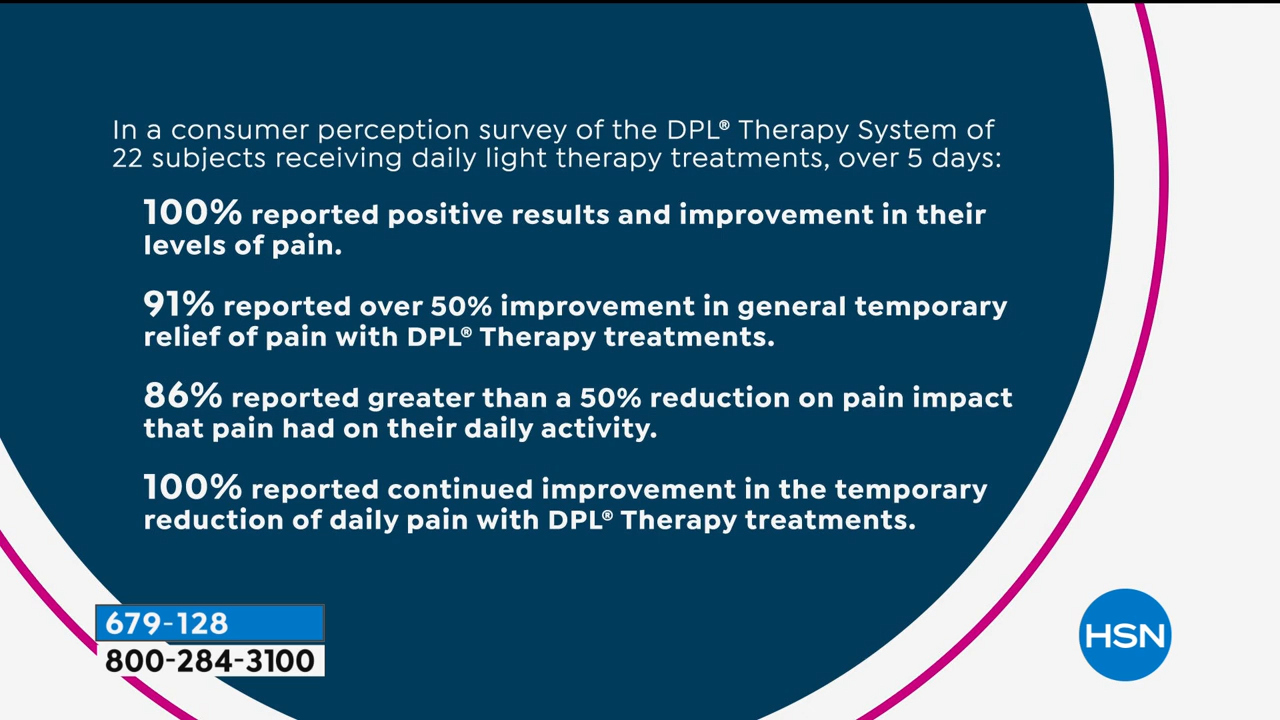 In a consumer perception survey of the DPL® Therapy System of
22 subjects receiving daily light therapy treatments, over 5 days:
100% reported positive results and improvement in their
levels of pain.
91% reported over 50% improvement in general temporary
relief of pain with DPL® Therapy treatments.
86% reported greater than a 50% reduction on pain impact
that pain had on their daily activity.
100% reported continued improvement in the temporary
reduction of daily pain with DPL® Therapy treatments.
679-128
800-284-3100
HSN